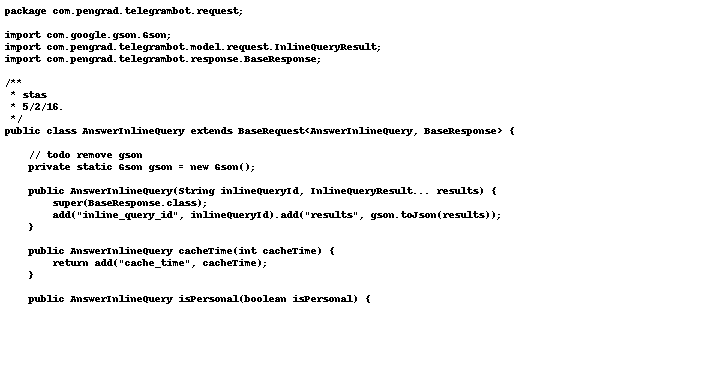 package com.pengrad.telegrambot.request;

import com.google.gson.Gson;
import com.pengrad.telegrambot.model.request.InlineQueryResult;
import com.pengrad.telegrambot.response.BaseResponse;

/**
 * stas
 * 5/2/16.
 */
public class AnswerInlineQuery extends BaseRequest<AnswerInlineQuery, BaseResponse> {

    // todo remove gson
    private static Gson gson = new Gson();

    public AnswerInlineQuery(String inlineQueryId, InlineQueryResult... results) {
        super(BaseResponse.class);
        add("inline_query_id", inlineQueryId).add("results", gson.toJson(results));
    }

    public AnswerInlineQuery cacheTime(int cacheTime) {
        return add("cache_time", cacheTime);
    }

    public AnswerInlineQuery isPersonal(boolean isPersonal) {